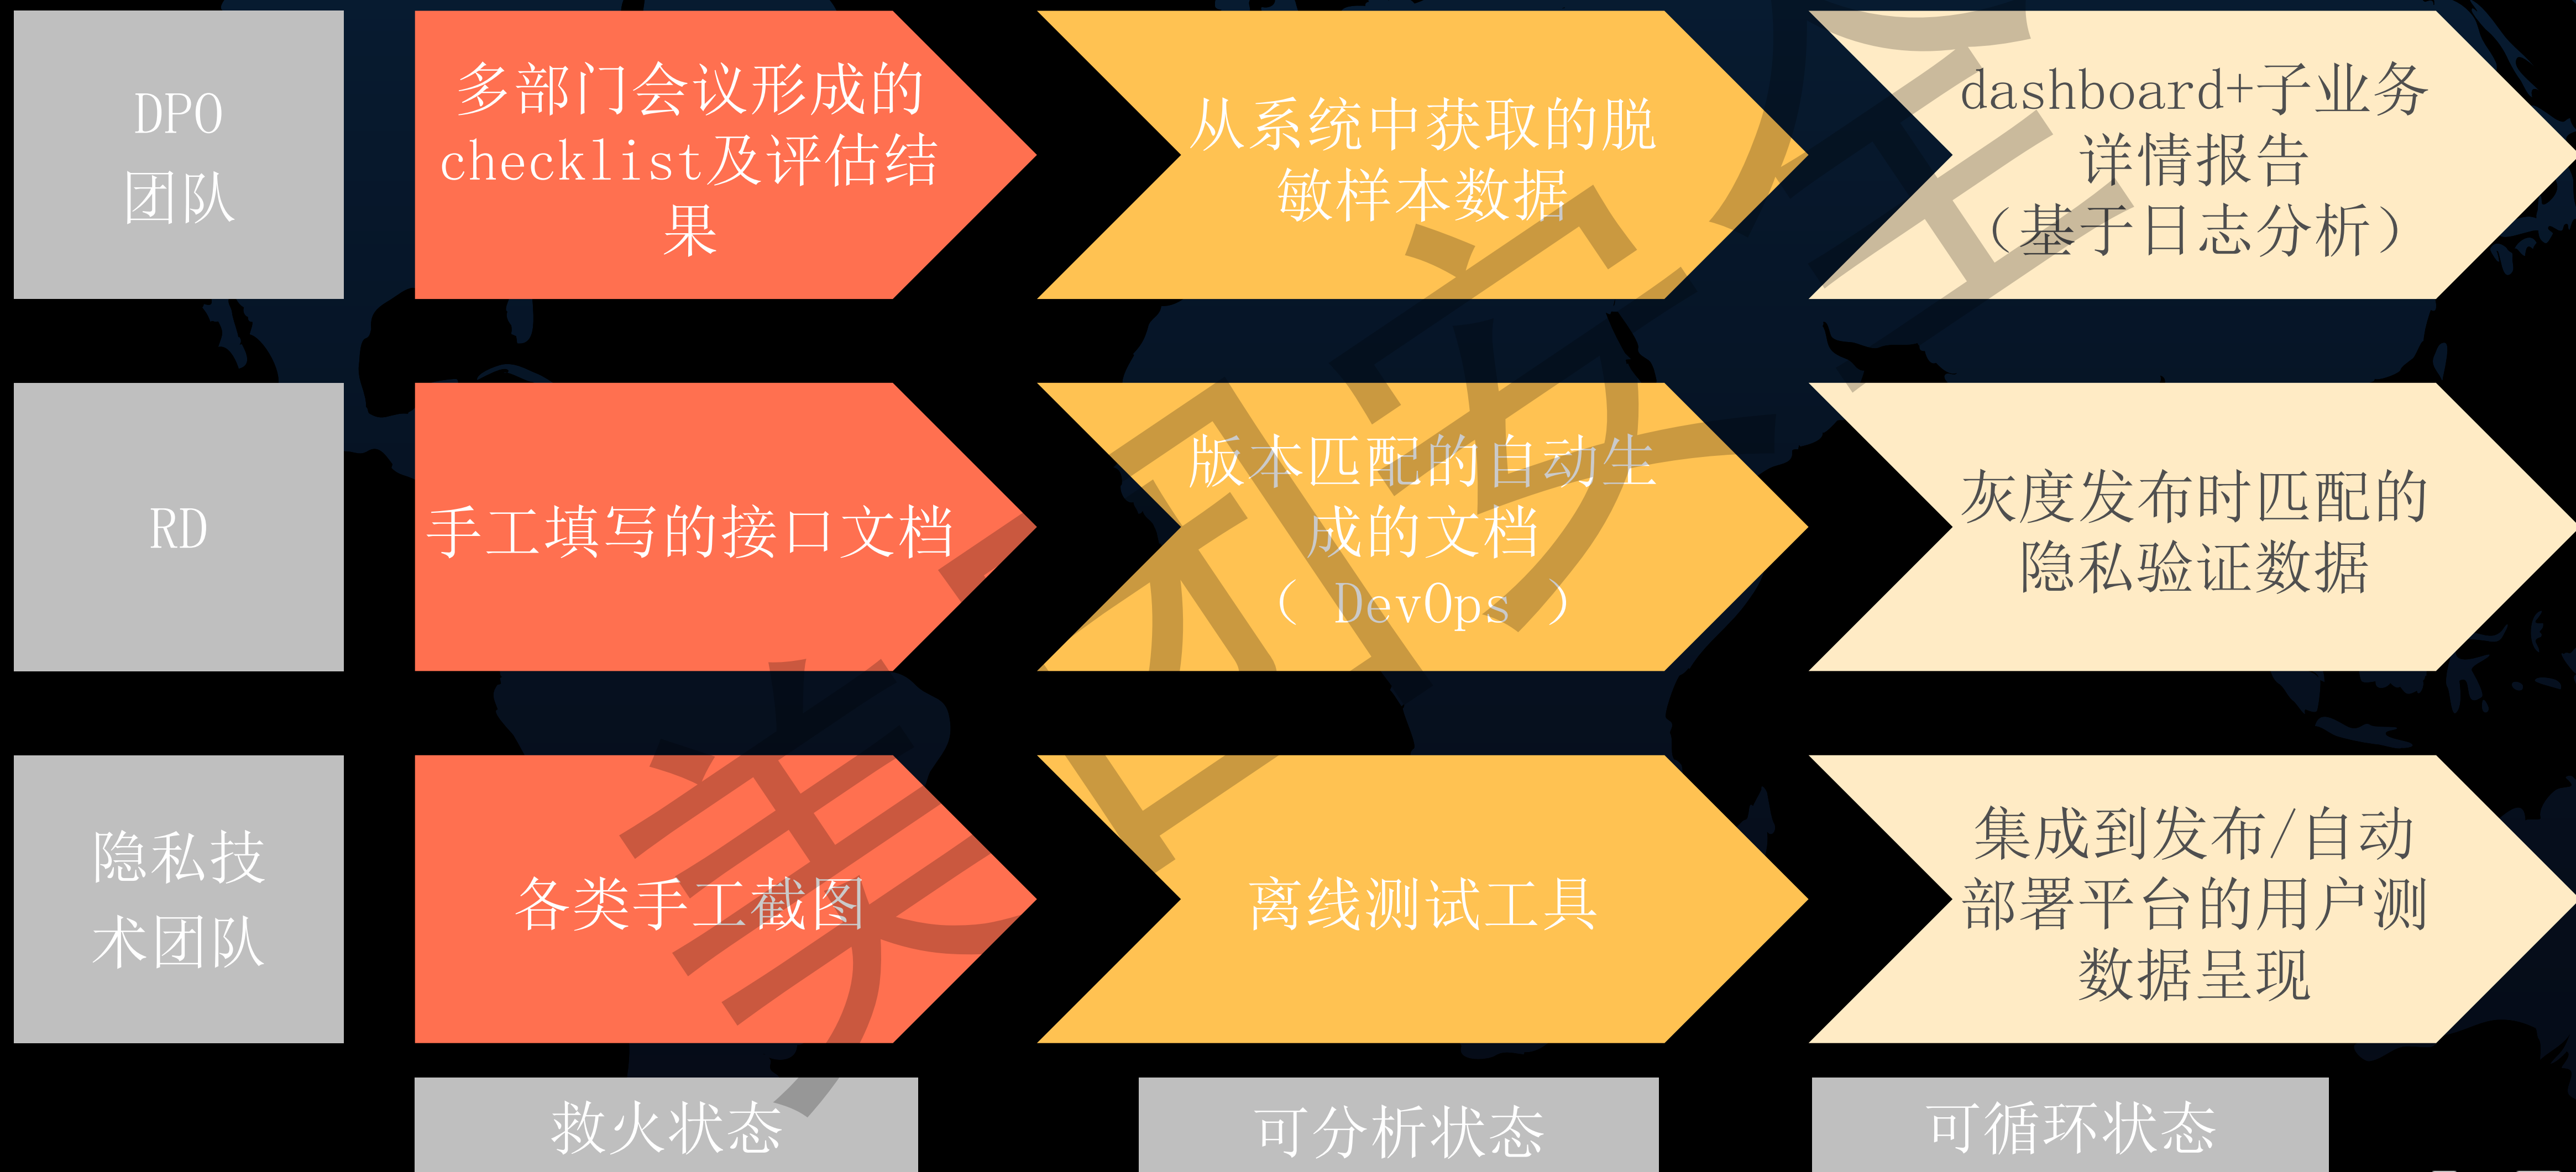 DPO
团队
多部门会议形成的
checklist及评估结
果
从系统中获取的脱
敏样本数据
dashboard+子业务
详情报告
（基于日志分析）
RD
手工填写的接口文档
版本匹配的自动生
成的文档
（ DevOps ）
灰度发布时匹配的
隐私验证数据
隐私技
术团队
各类手工截图
离线测试工具
集成到发布/自动
部署平台的用户测
数据呈现
救火状态
可分析状态
可循环状态
美团安全